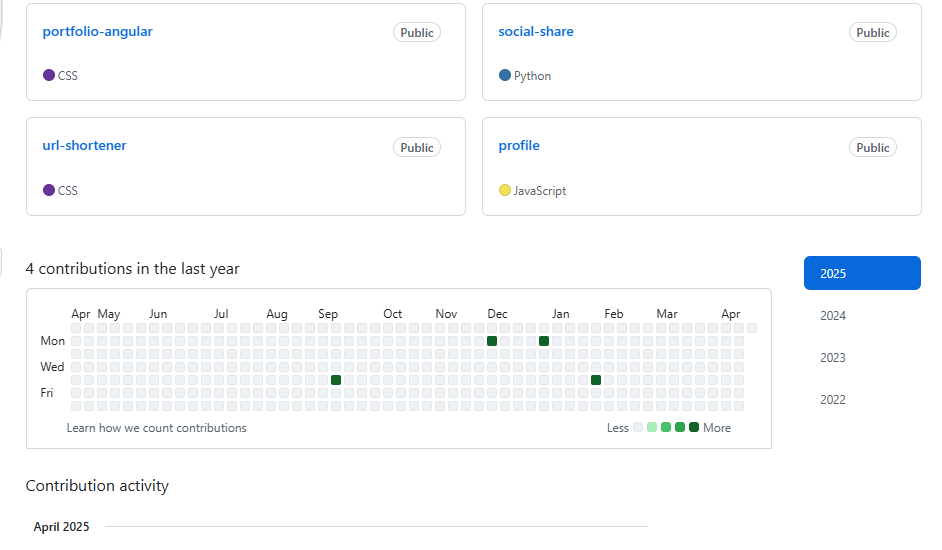 portfolio-angular Public
CSS
social-share Public
Python
url-shortener Public
CSS
profile Public
JavaScript
4 contributions in the last year
Apr May Jun Jul Aug Sep Oct Nov Dec Jan Feb Mar Apr
Mon
Wed
Fri
Learn how we count contributions
Less More
2025
2024
2023
2022
Contribution activity
April 2025